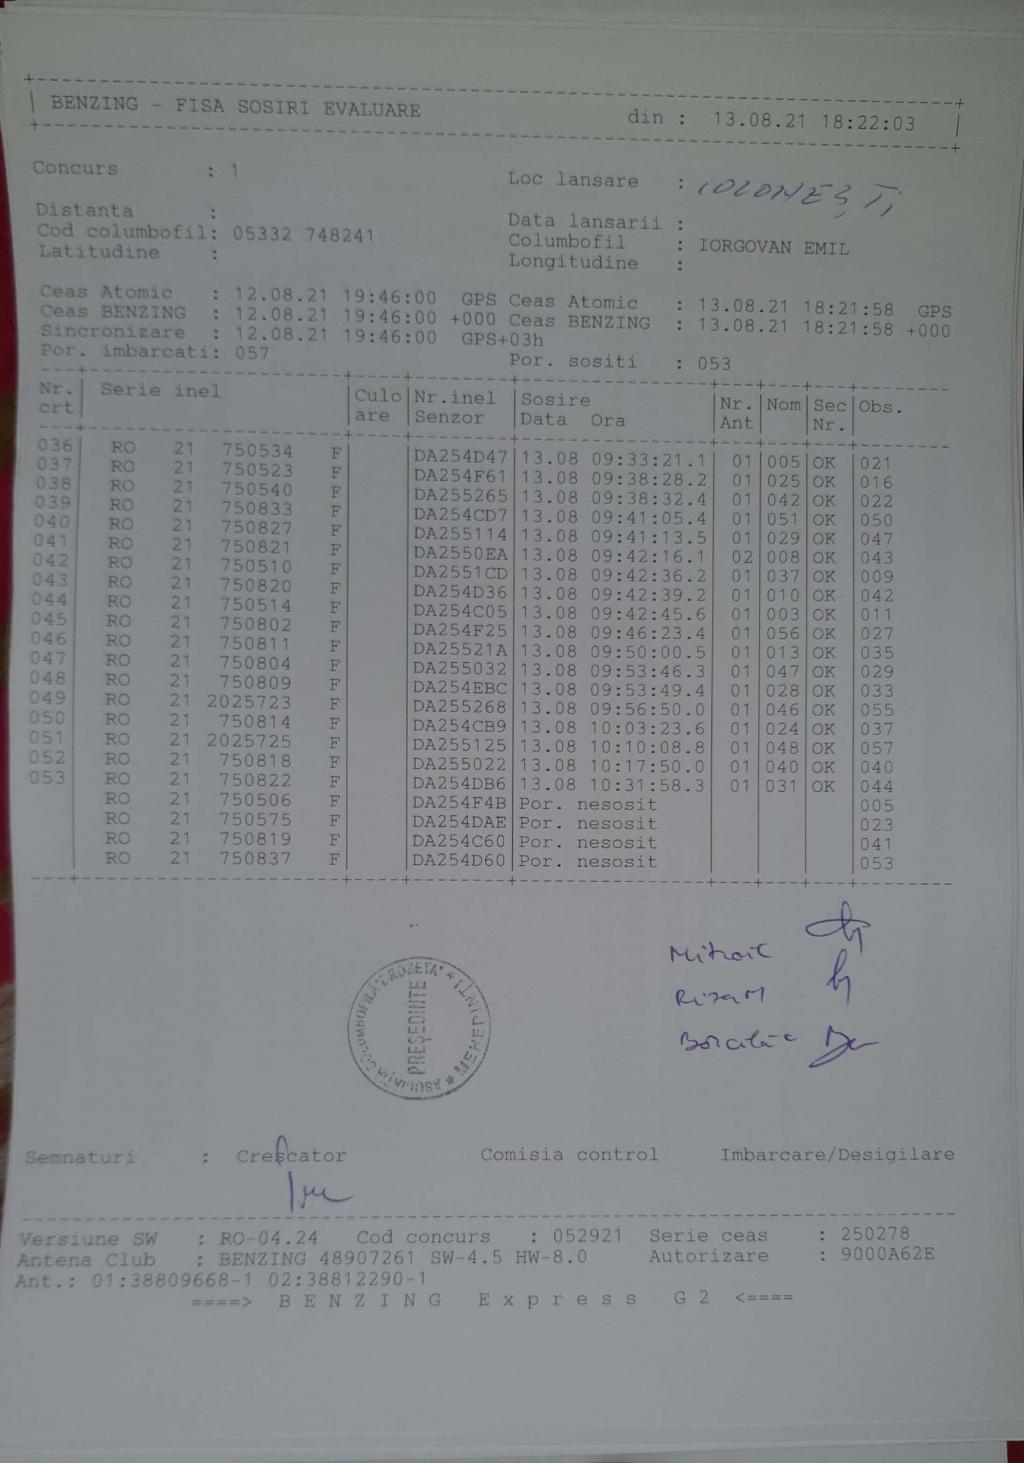 BENZING - FISA SOSIRI EVALUARE din : 13.08.21 18:22:03
Concurs : 1 Loc lansare :
Distanta : Data lansarii :
Cod columbofil: 05332 748241 Columbofil : IORGOVAN EMIL
Latitudine : Longitudine :
Ceas Atomic : 12.08.21 19:46:00 GPS Ceas Atomic : 13.08.21 18:21:58 GPS
Ceas BENZING : 12.08.21 19:46:00 +000 Ceas BENZING : 13.08.21 18:21:58 +000
Sincronizare : 12.08.21 19:46:00 GPS+03h
Por. imbarcati: 057 Por. sositi : 053
Nr. Serie inel Culo Nr.inel Sosire Nr. Nom Sec Obs.
crt are Senzor Data Ora Ant Nr.
036 RO 21 750534 F DA254D47 13.08 09:33:21.1 01 005 OK 021
037 RO 21 750523 F DA254F61 13.08 09:38:28.2 01 025 OK 016
038 RO 21 750540 F DA255265 13.08 09:38:32.4 01 042 OK 022
039 RO 21 750833 F DA254CD7 13.08 09:41:05.4 01 051 OK 050
040 RO 21 750827 F DA255114 13.08 09:41:13.5 01 029 OK 047
041 RO 21 750821 F DA2550EA 13.08 09:42:16.1 02 008 OK 043
042 RO 21 750510 F DA2551CD 13.08 09:42:36.2 01 037 OK 009
043 RO 21 750820 F DA254D36 13.08 09:42:39.2 01 010 OK 042
044 RO 21 750514 F DA254C05 13.08 09:42:45.6 01 003 OK 011
045 RO 21 750802 F DA254F25 13.08 09:46:23.4 01 056 OK 027
046 RO 21 750811 F DA25521A 13.08 09:50:00.5 01 013 OK 035
047 RO 21 750804 F DA255032 13.08 09:53:46.3 01 047 OK 029
048 RO 21 750809 F DA254EBC 13.08 09:53:49.4 01 028 OK 033
049 RO 21 2025723 F DA255268 13.08 09:56:50.0 01 046 OK 055
050 RO 21 750814 F DA254CB9 13.08 10:03:23.6 01 024 OK 037
051 RO 21 2025725 F DA255125 13.08 10:10:08.8 01 048 OK 057
052 RO 21 750818 F DA255022 13.08 10:17:50.0 01 040 OK 040
053 RO 21 750822 F DA254DB6 13.08 10:31:58.3 01 031 OK 044
RO 21 750506 F DA254F4B Por. nesosit 005
RO 21 750575 F DA254DAE Por. nesosit 023
RO 21 750819 F DA254C60 Por. nesosit 041
RO 21 750837 F DA254D60 Por. nesosit 053
ASOCIAȚIA COLUMBOFILĂ "DROBETA" * MEHEDINȚI *
PREȘEDINTE
Semnaturi : Crescator Comisia control Imbarcare/Desigilare
Versiune SW : RO-04.24 Cod concurs : 052921 Serie ceas : 250278
Antena Club : BENZING 48907261 SW-4.5 HW-8.0 Autorizare : 9000A62E
Ant.: 01:38809668-1 02:38812290-1
====> B E N Z I N G E x p r e s s G 2 <====